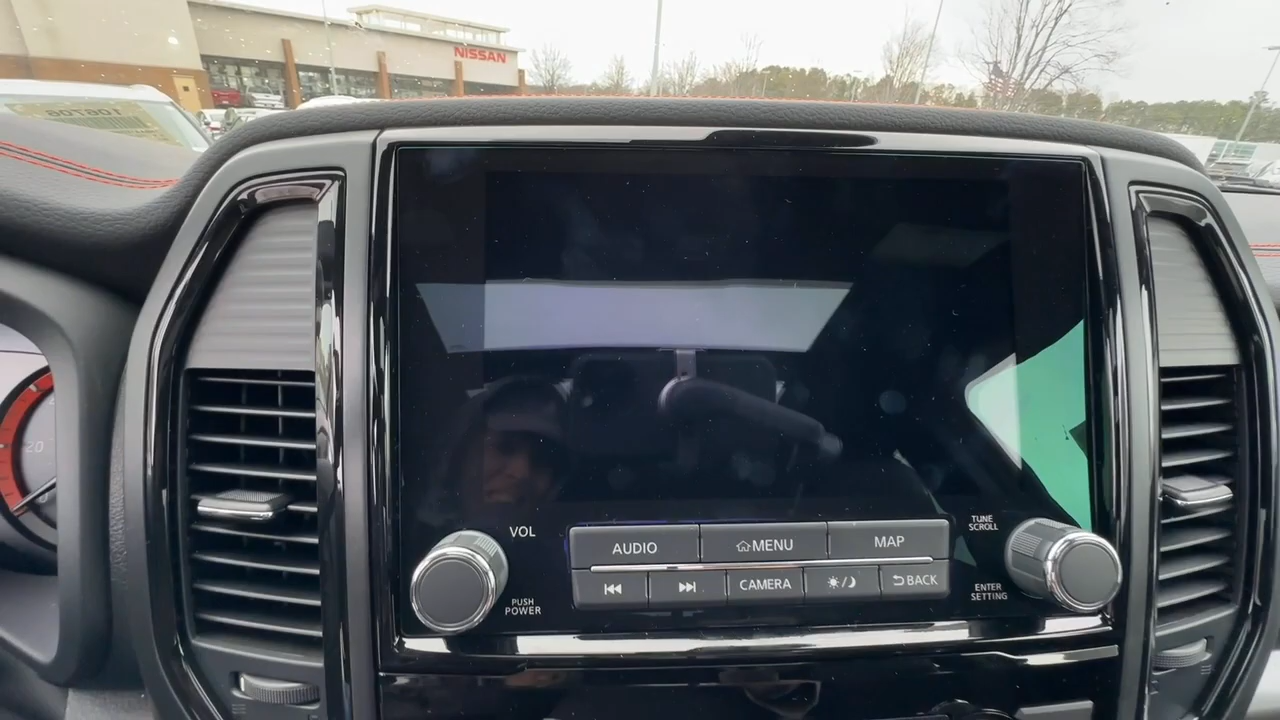 NISSAN
20
VOL
PUSH
POWER
AUDIO
MENU
MAP
CAMERA
BACK
TUNE
SCROLL
ENTER
SETTING